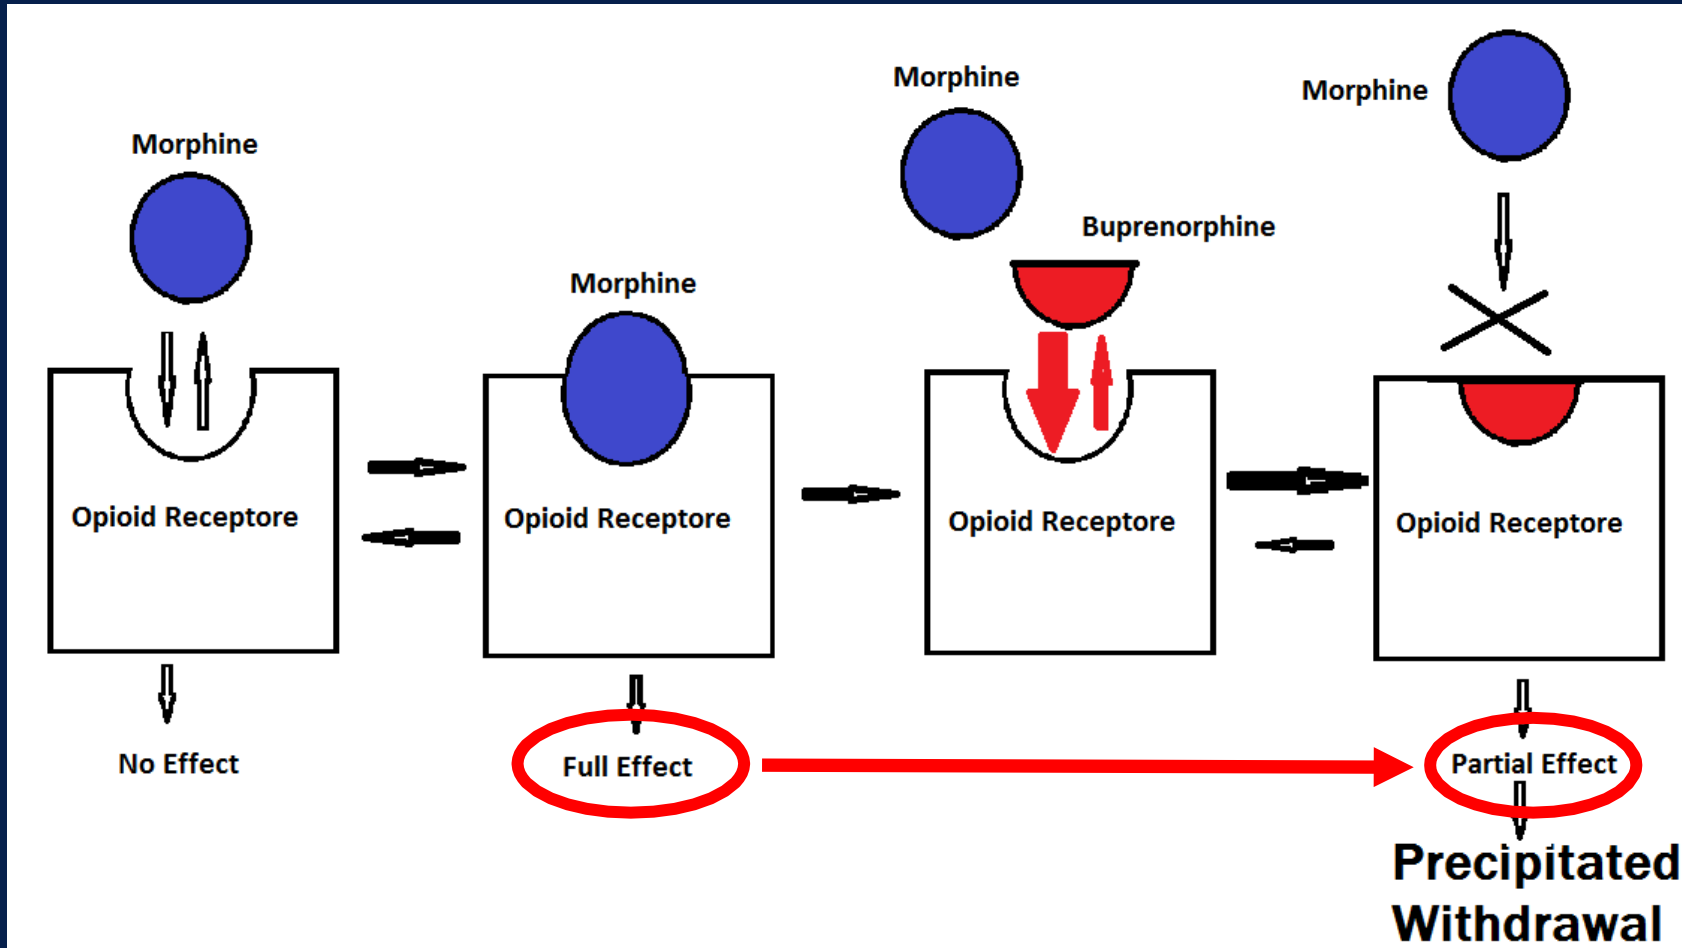 Morphine
Opioid Receptore
No Effect
Morphine
Opioid Receptore
Full Effect
Morphine
Buprenorphine
Opioid Receptore
Morphine
Opioid Receptore
Partial Effect
Precipitated
Withdrawal